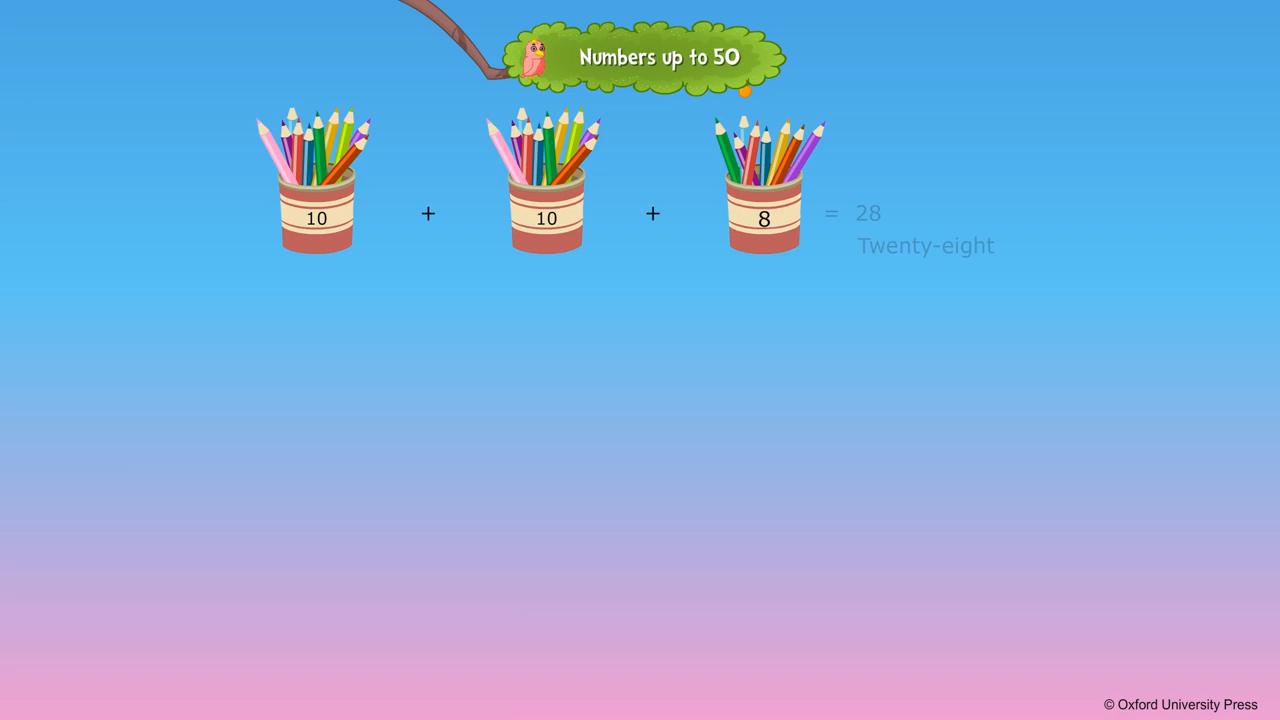 Numbers up to 50
10 + 10 + 8 = 28
Twenty-eight
© Oxford University Press